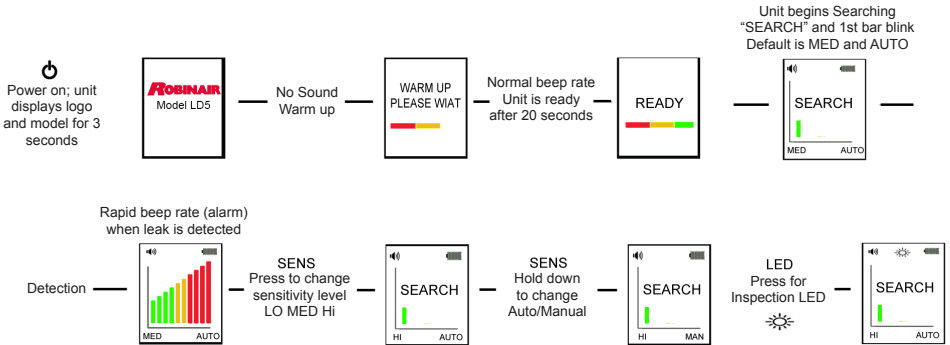 Power on; unit
displays logo
and model for 3
seconds
ROBINAIR
Model LD5
No Sound
Warm up
WARM UP
PLEASE WIAT
Normal beep rate
Unit is ready
after 20 seconds
READY
Unit begins Searching
“SEARCH” and 1st bar blink
Default is MED and AUTO
SEARCH
MED AUTO
Detection
Rapid beep rate (alarm)
when leak is detected
MED AUTO
SENS
Press to change
sensitivity level
LO MED Hi
SEARCH
HI AUTO
SENS
Hold down
to change
Auto/Manual
SEARCH
HI MAN
LED
Press for
Inspection LED
SEARCH
HI AUTO